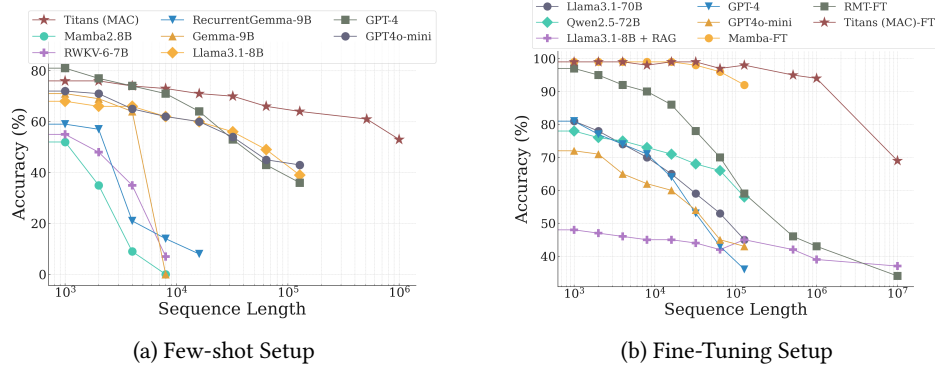 Titans (MAC) RecurrentGemma-9B GPT-4
Mamba2.8B Gemma-9B GPT4o-mini
RWKV-6-7B Llama3.1-8B
80
60
40
20
0
Accuracy (%)
10³ 10⁴ 10⁵ 10⁶
Sequence Length
(a) Few-shot Setup
Llama3.1-70B GPT-4 RMT-FT
Qwen2.5-72B GPT4o-mini Titans (MAC)-FT
Llama3.1-8B + RAG Mamba-FT
100
90
80
70
60
50
40
Accuracy (%)
10³ 10⁴ 10⁵ 10⁶ 10⁷
Sequence Length
(b) Fine-Tuning Setup